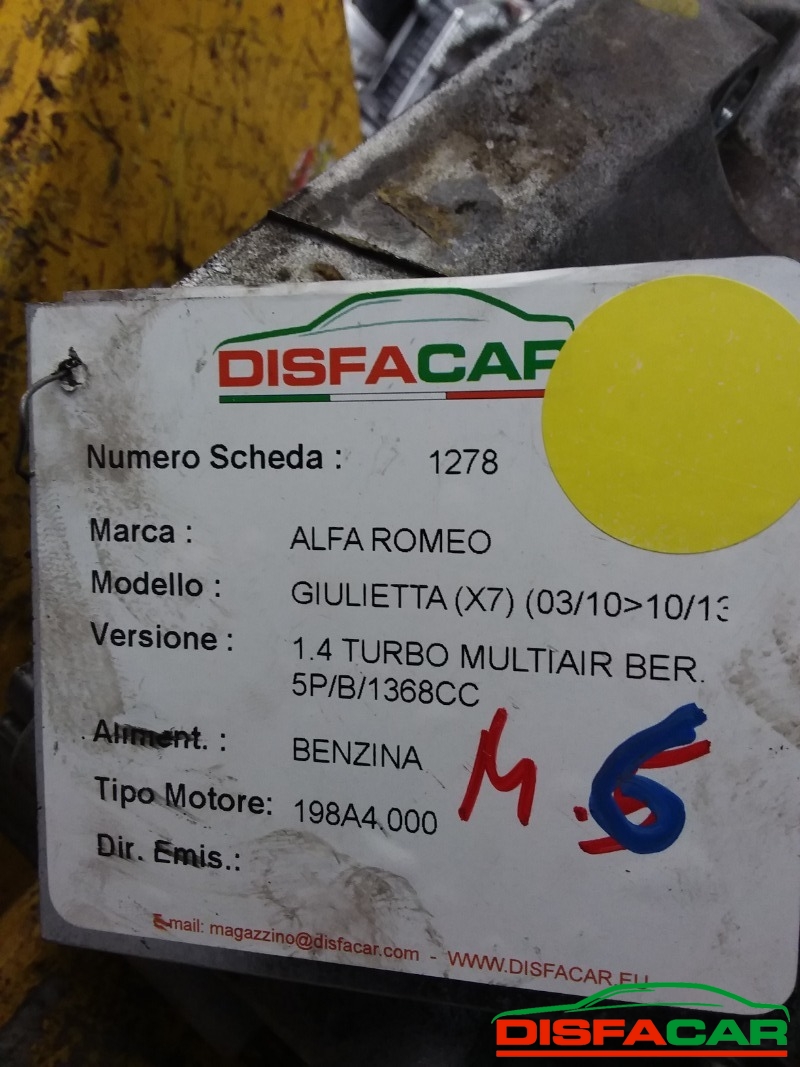 DISFACAR
Numero Scheda : 1278
Marca : ALFA ROMEO
Modello : GIULIETTA (X7) (03/10>10/13
Versione : 1.4 TURBO MULTIAIR BER.
5P/B/1368CC
Aliment. : BENZINA
Tipo Motore: 198A4.000
Dir. Emis.:
M.6
E-mail: magazzino@disfacar.com - WWW.DISFACAR.EU
DISFACAR